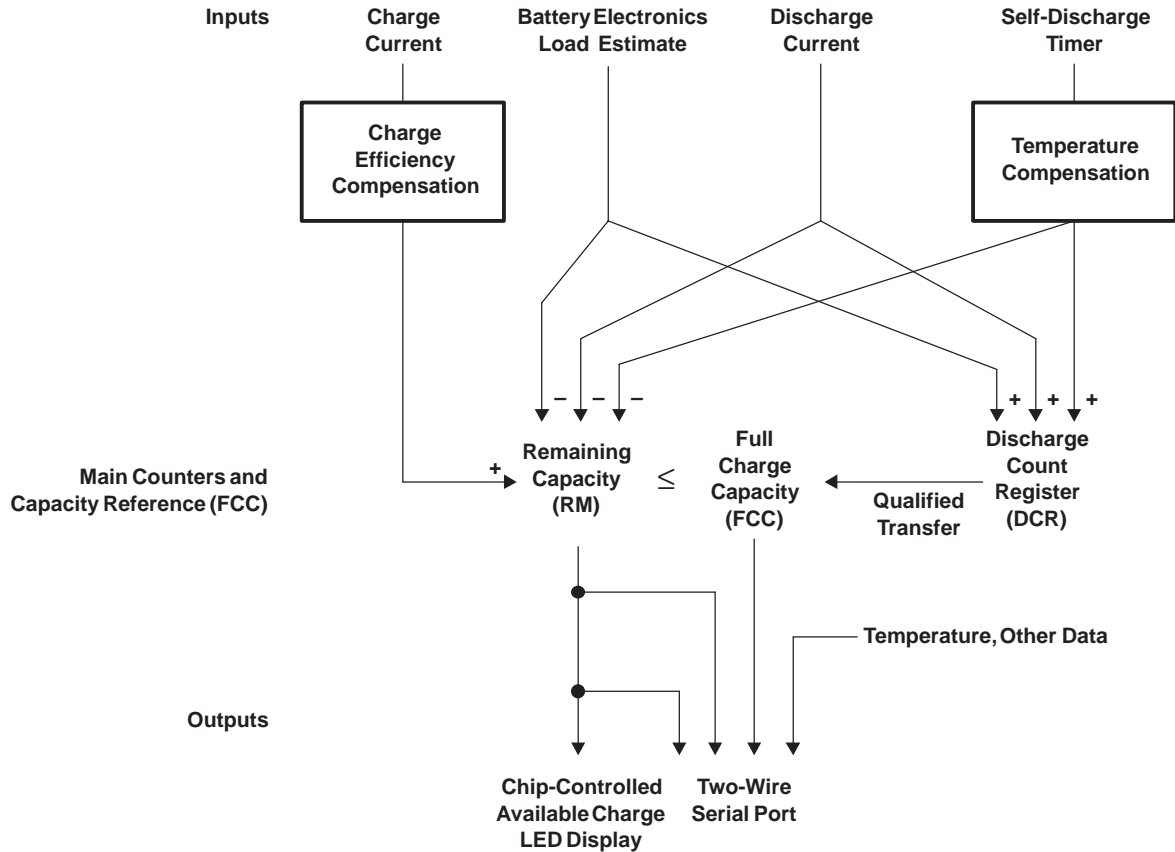 Inputs
Charge
Current
Battery Electronics
Load Estimate
Discharge
Current
Self-Discharge
Timer
Charge
Efficiency
Compensation
Temperature
Compensation
– – –
+ + +
Main Counters and
Capacity Reference (FCC)
+
Remaining
Capacity
(RM)
≤
Full
Charge
Capacity
(FCC)
Qualified
Transfer
Discharge
Count
Register
(DCR)
Temperature, Other Data
Outputs
Chip-Controlled
Available Charge
LED Display
Two-Wire
Serial Port